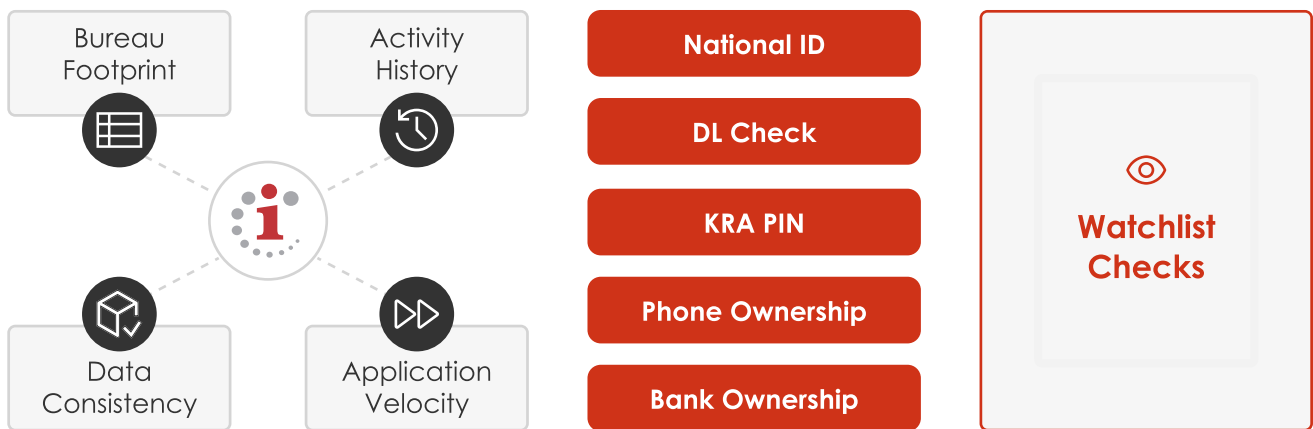 Bureau
Footprint
Activity
History
i
Data
Consistency
Application
Velocity
National ID
DL Check
KRA PIN
Phone Ownership
Bank Ownership
Watchlist
Checks